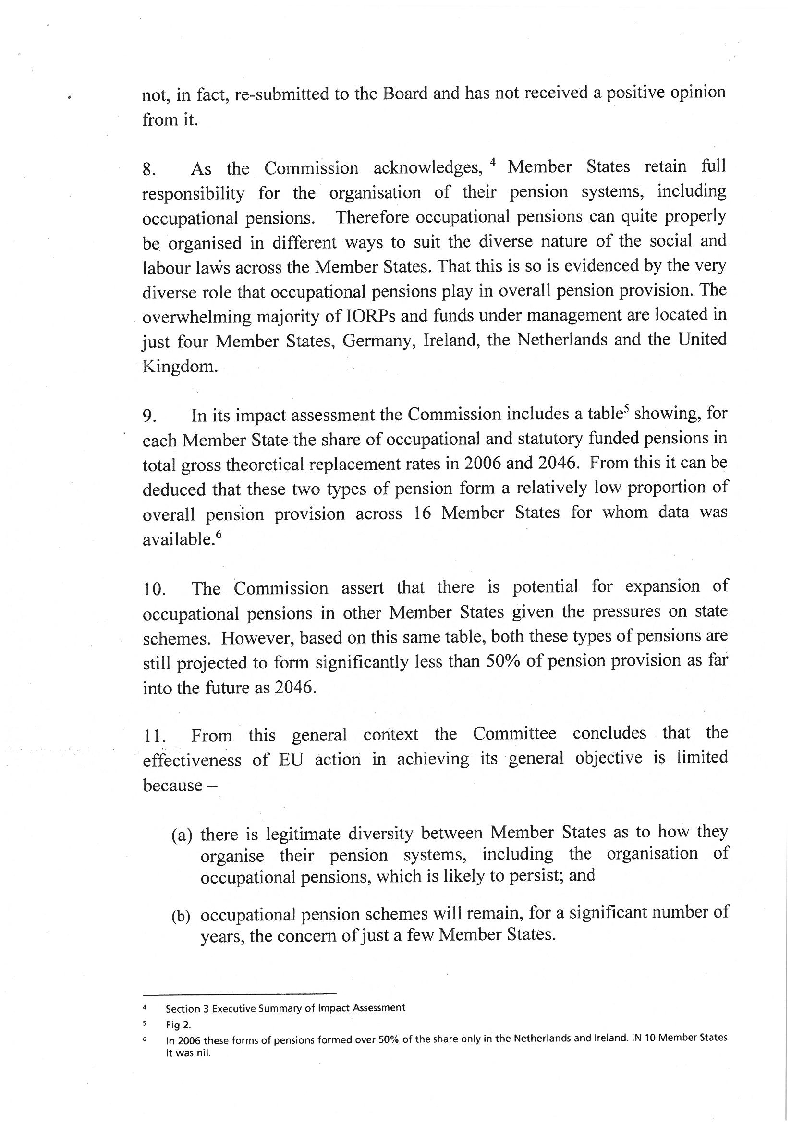 not, in fact, re-submitted to the Board and has not received a positive opinion
from it.
8. As the Commission acknowledges, 4 Member States retain full
responsibility for the organisation of their pension systems, including
occupational pensions. Therefore occupational pensions can quite properly
be organised in different ways to suit the diverse nature of the social and
labour laws across the Member States. That this is so is evidenced by the very
diverse role that occupational pensions play in overall pension provision. The
overwhelming majority of IORPs and funds under management are located in
just four Member States, Germany, Ireland, the Netherlands and the United
Kingdom.
9. In its impact assessment the Commission includes a table5 showing, for
each Member State the share of occupational and statutory funded pensions in
total gross theoretical replacement rates in 2006 and 2046. From this it can be
deduced that these two types of pension form a relatively low proportion of
overall pension provision across 16 Member States for whom data was
available.6
10. The Commission assert that there is potential for expansion of
occupational pensions in other Member States given the pressures on state
schemes. However, based on this same table, both these types of pensions are
still projected to form significantly less than 50% of pension provision as far
into the future as 2046.
11. From this general context the Committee concludes that the
effectiveness of EU action in achieving its general objective is limited
because –
(a) there is legitimate diversity between Member States as to how they
organise their pension systems, including the organisation of
occupational pensions, which is likely to persist; and
(b) occupational pension schemes will remain, for a significant number of
years, the concern of just a few Member States.
4 Section 3 Executive Summary of Impact Assessment
5 Fig 2.
6 In 2006 these forms of pensions formed over 50% of the share only in the Netherlands and Ireland. IN 10 Member States
It was nil.